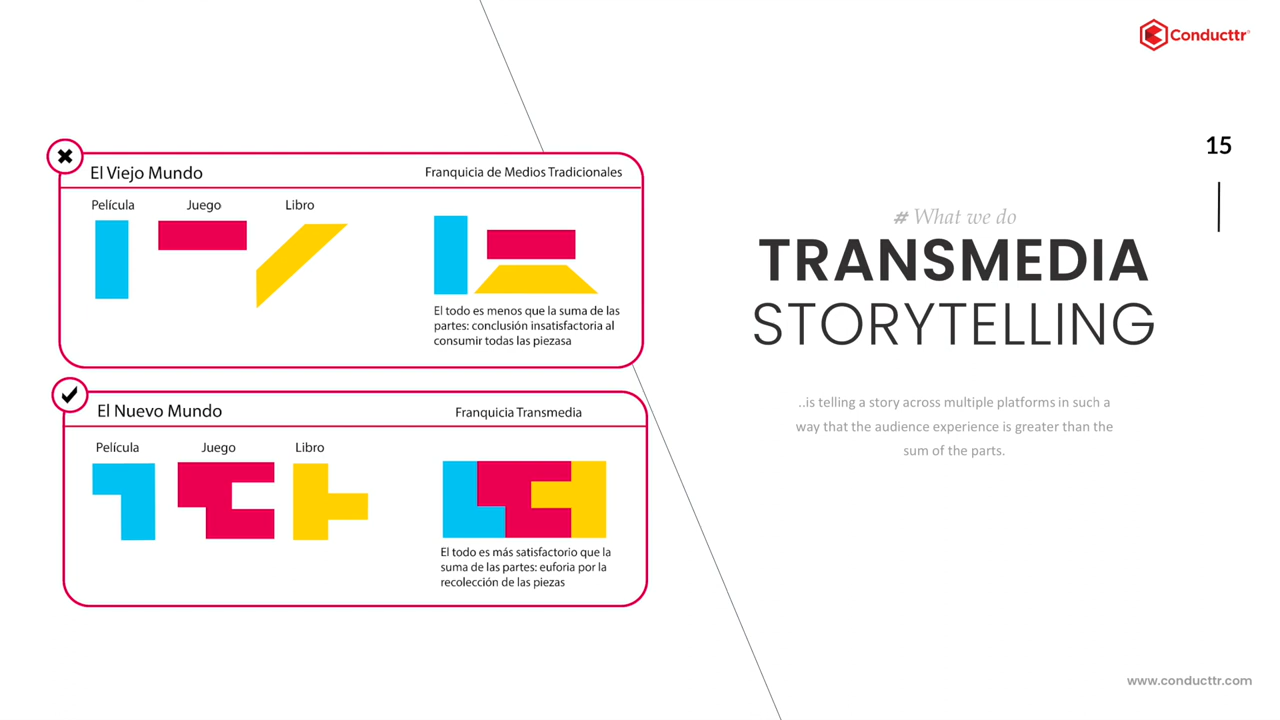 Conducttr
15
El Viejo Mundo
Franquicia de Medios Tradicionales
Película
Juego
Libro
El todo es menos que la suma de las
partes: conclusión insatisfactoria al
consumir todas las piezasa
El Nuevo Mundo
Franquicia Transmedia
Película
Juego
Libro
El todo es más satisfactorio que la
suma de las partes: euforia por la
recolección de las piezas
# What we do
TRANSMEDIA
STORYTELLING
..is telling a story across multiple platforms in such a
way that the audience experience is greater than the
sum of the parts.
www.conducttr.com